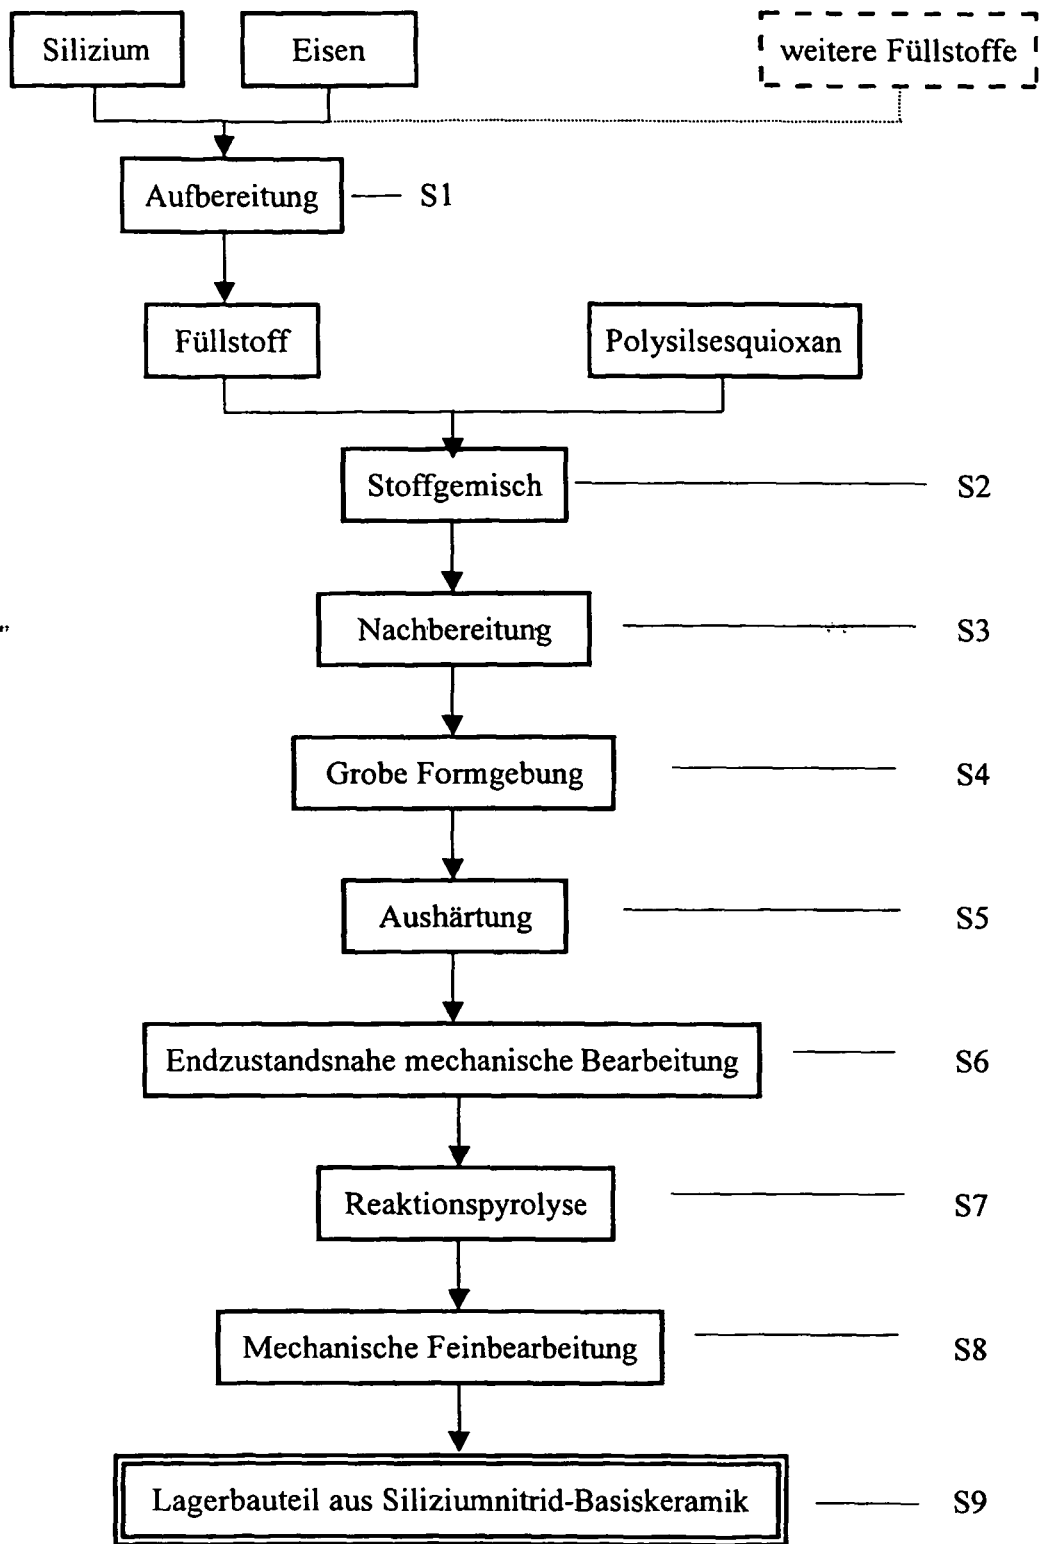 Silizium
Eisen
weitere Füllstoffe
Aufbereitung
S1
Füllstoff
Polysilsesquioxan
Stoffgemisch
S2
Nachbereitung
S3
Grobe Formgebung
S4
Aushärtung
S5
Endzustandsnahe mechanische Bearbeitung
S6
Reaktionspyrolyse
S7
Mechanische Feinbearbeitung
S8
Lagerbauteil aus Siliziumnitrid-Basiskeramik
S9